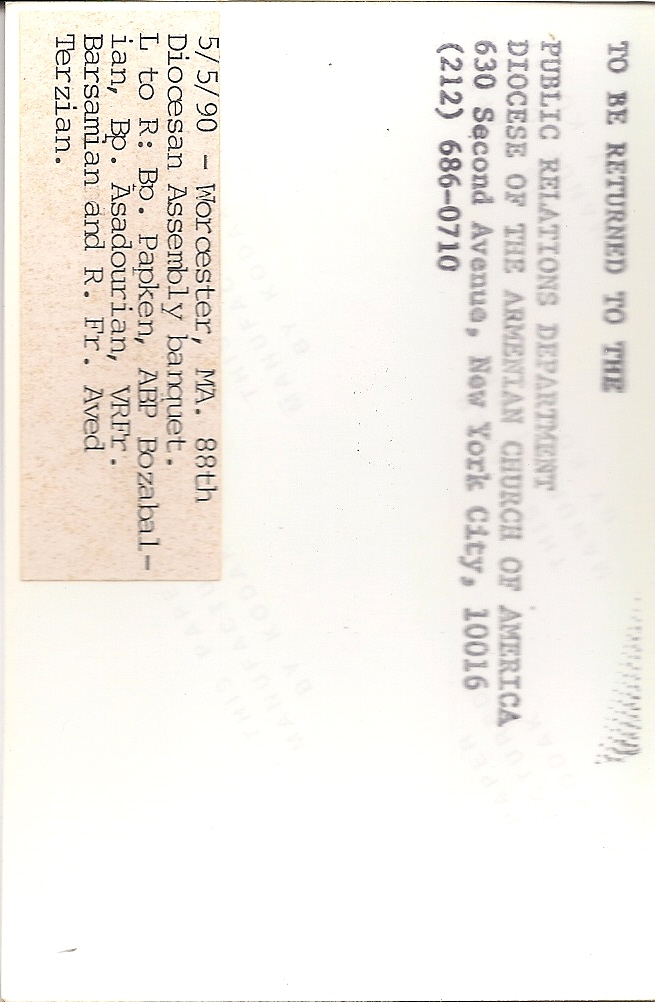 TO BE RETURNED TO THE
PUBLIC RELATIONS DEPARTMENT
DIOCESE OF THE ARMENIAN CHURCH OF AMERICA
630 Second Avenue, New York City, 10016
(212) 686-0710
5/5/90 - Worcester, MA. 88th
Diocesan Assembly banquet.
L to R: Bp. Papken, ABP Bozabal-
ian, Bp. Asadourian, VRFr.
Barsamian and R. Fr. Aved
Terzian.